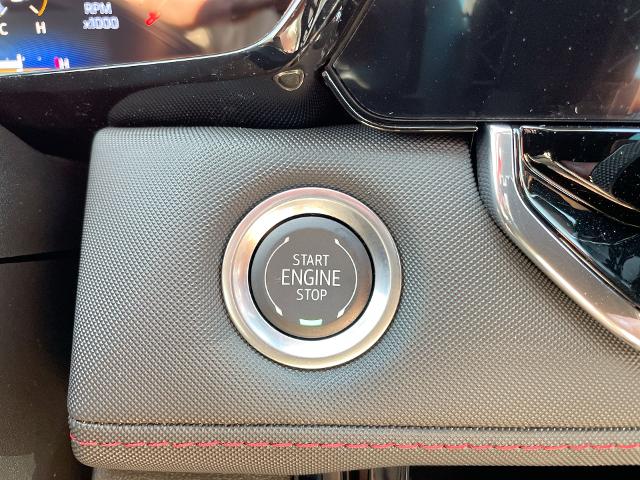 RPM
x1000
C H
H
START
ENGINE
STOP